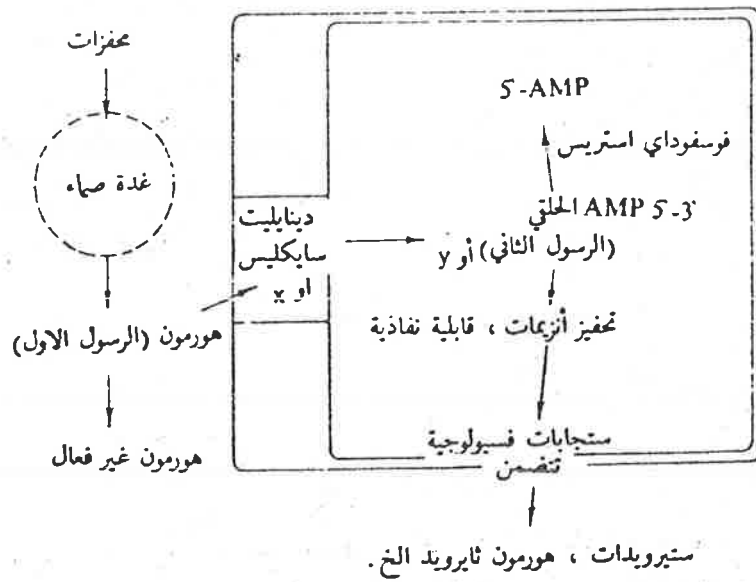 محفزات
غدة صماء
هورمون (الرسول الاول)
هورمون غير فعال
دينايليت
سايكليس
او x
5-AMP
فوسفوداي استريس
3-5 AMP الحلقي
(الرسول الثاني) أو y
تحفيز أنزيمات ، قابلية نفاذية
مستجابات فسيولوجية
تتضمن
ستيرويدات ، هورمون ثايرويد الخ.